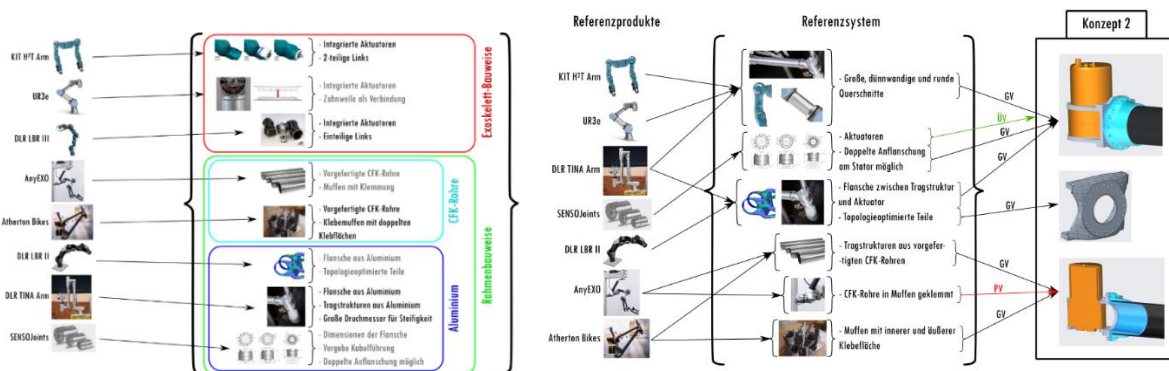 KIT H²T Arm
UR3e
DLR LBR III
AnyEXO
Atherton Bikes
DLR LBR II
DLR TINA Arm
SENSOJoints
- Integrierte Aktuatoren
- 2-teilige Links
- Integrierte Aktuatoren
- Zahnwelle als Verbindung
- Integrierte Aktuatoren
- Einteilige Links
Exoskelett-Bauweise
- Vorgefertigte CFK-Rohre
- Muffen mit Klemmung
- Vorgefertigte CFK-Rohre
- Klebemuffen mit doppelten
Klebflächen
CFK-Rohre
- Flansche aus Aluminium
- Topologieoptimierte Teile
- Flansche aus Aluminium
- Tragstrukturen aus Aluminium
- Große Druchmesser für Steifigkeit
- Dimensionen der Flansche
- Vorgabe Kabelführung
- Doppelte Anflanschung möglich
Aluminium
Rahmenbauweise
Referenzprodukte
KIT H²T Arm
UR3e
DLR TINA Arm
SENSOJoints
DLR LBR II
AnyEXO
Atherton Bikes
Referenzsystem
- Große, dünnwendige und runde
Querschnitte
- Aktuatoren
- Doppelte Anflanschung
am Stator möglich
- Flansche zwischen Tragstruktur
und Aktuator
- Topologieoptimierte Teile
- Tragstrukturen aus vorgefer-
-tigten CFK-Rohren
- CFK-Rohre in Muffen geklemmt
- Muffen mit innerer und äußerer
Klebefläche
GV
ÜV
GV
GV
GV
GV
PV
GV
Konzept 2